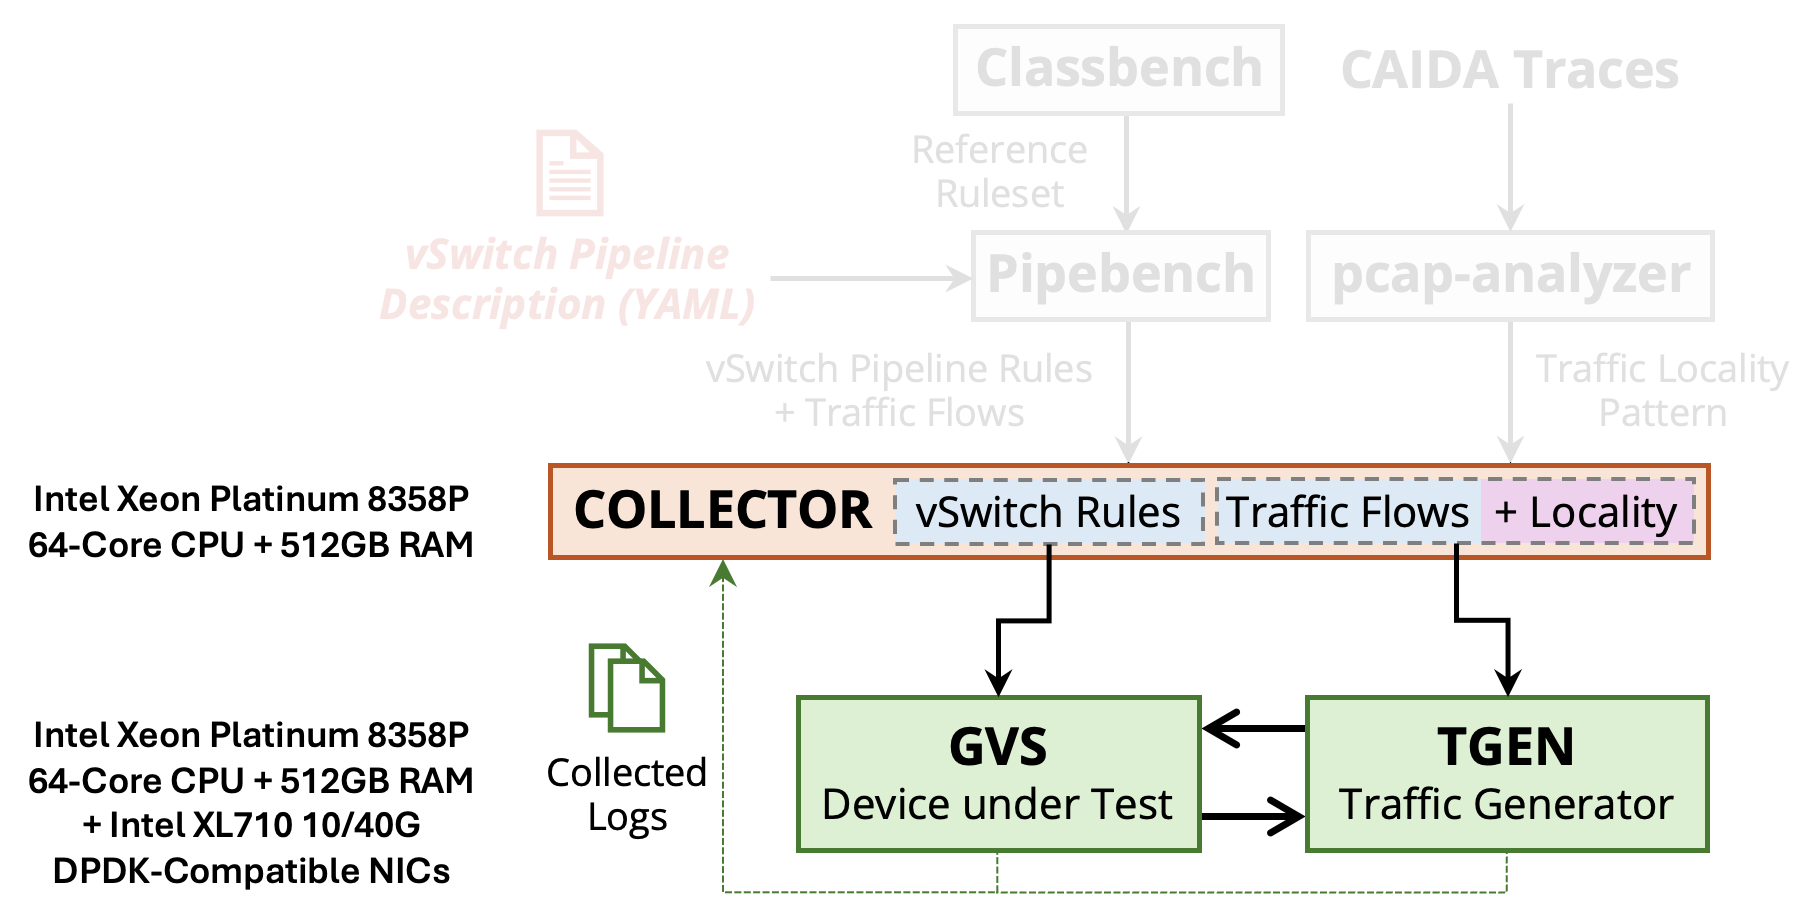 Classbench
CAIDA Traces
Reference
Ruleset
vSwitch Pipeline
Description (YAML)
Pipebench
pcap-analyzer
vSwitch Pipeline Rules
+ Traffic Flows
Traffic Locality
Pattern
Intel Xeon Platinum 8358P
64-Core CPU + 512GB RAM
COLLECTOR
vSwitch Rules
Traffic Flows
+ Locality
Intel Xeon Platinum 8358P
64-Core CPU + 512GB RAM
+ Intel XL710 10/40G
DPDK-Compatible NICs
Collected
Logs
GVS
Device under Test
TGEN
Traffic Generator